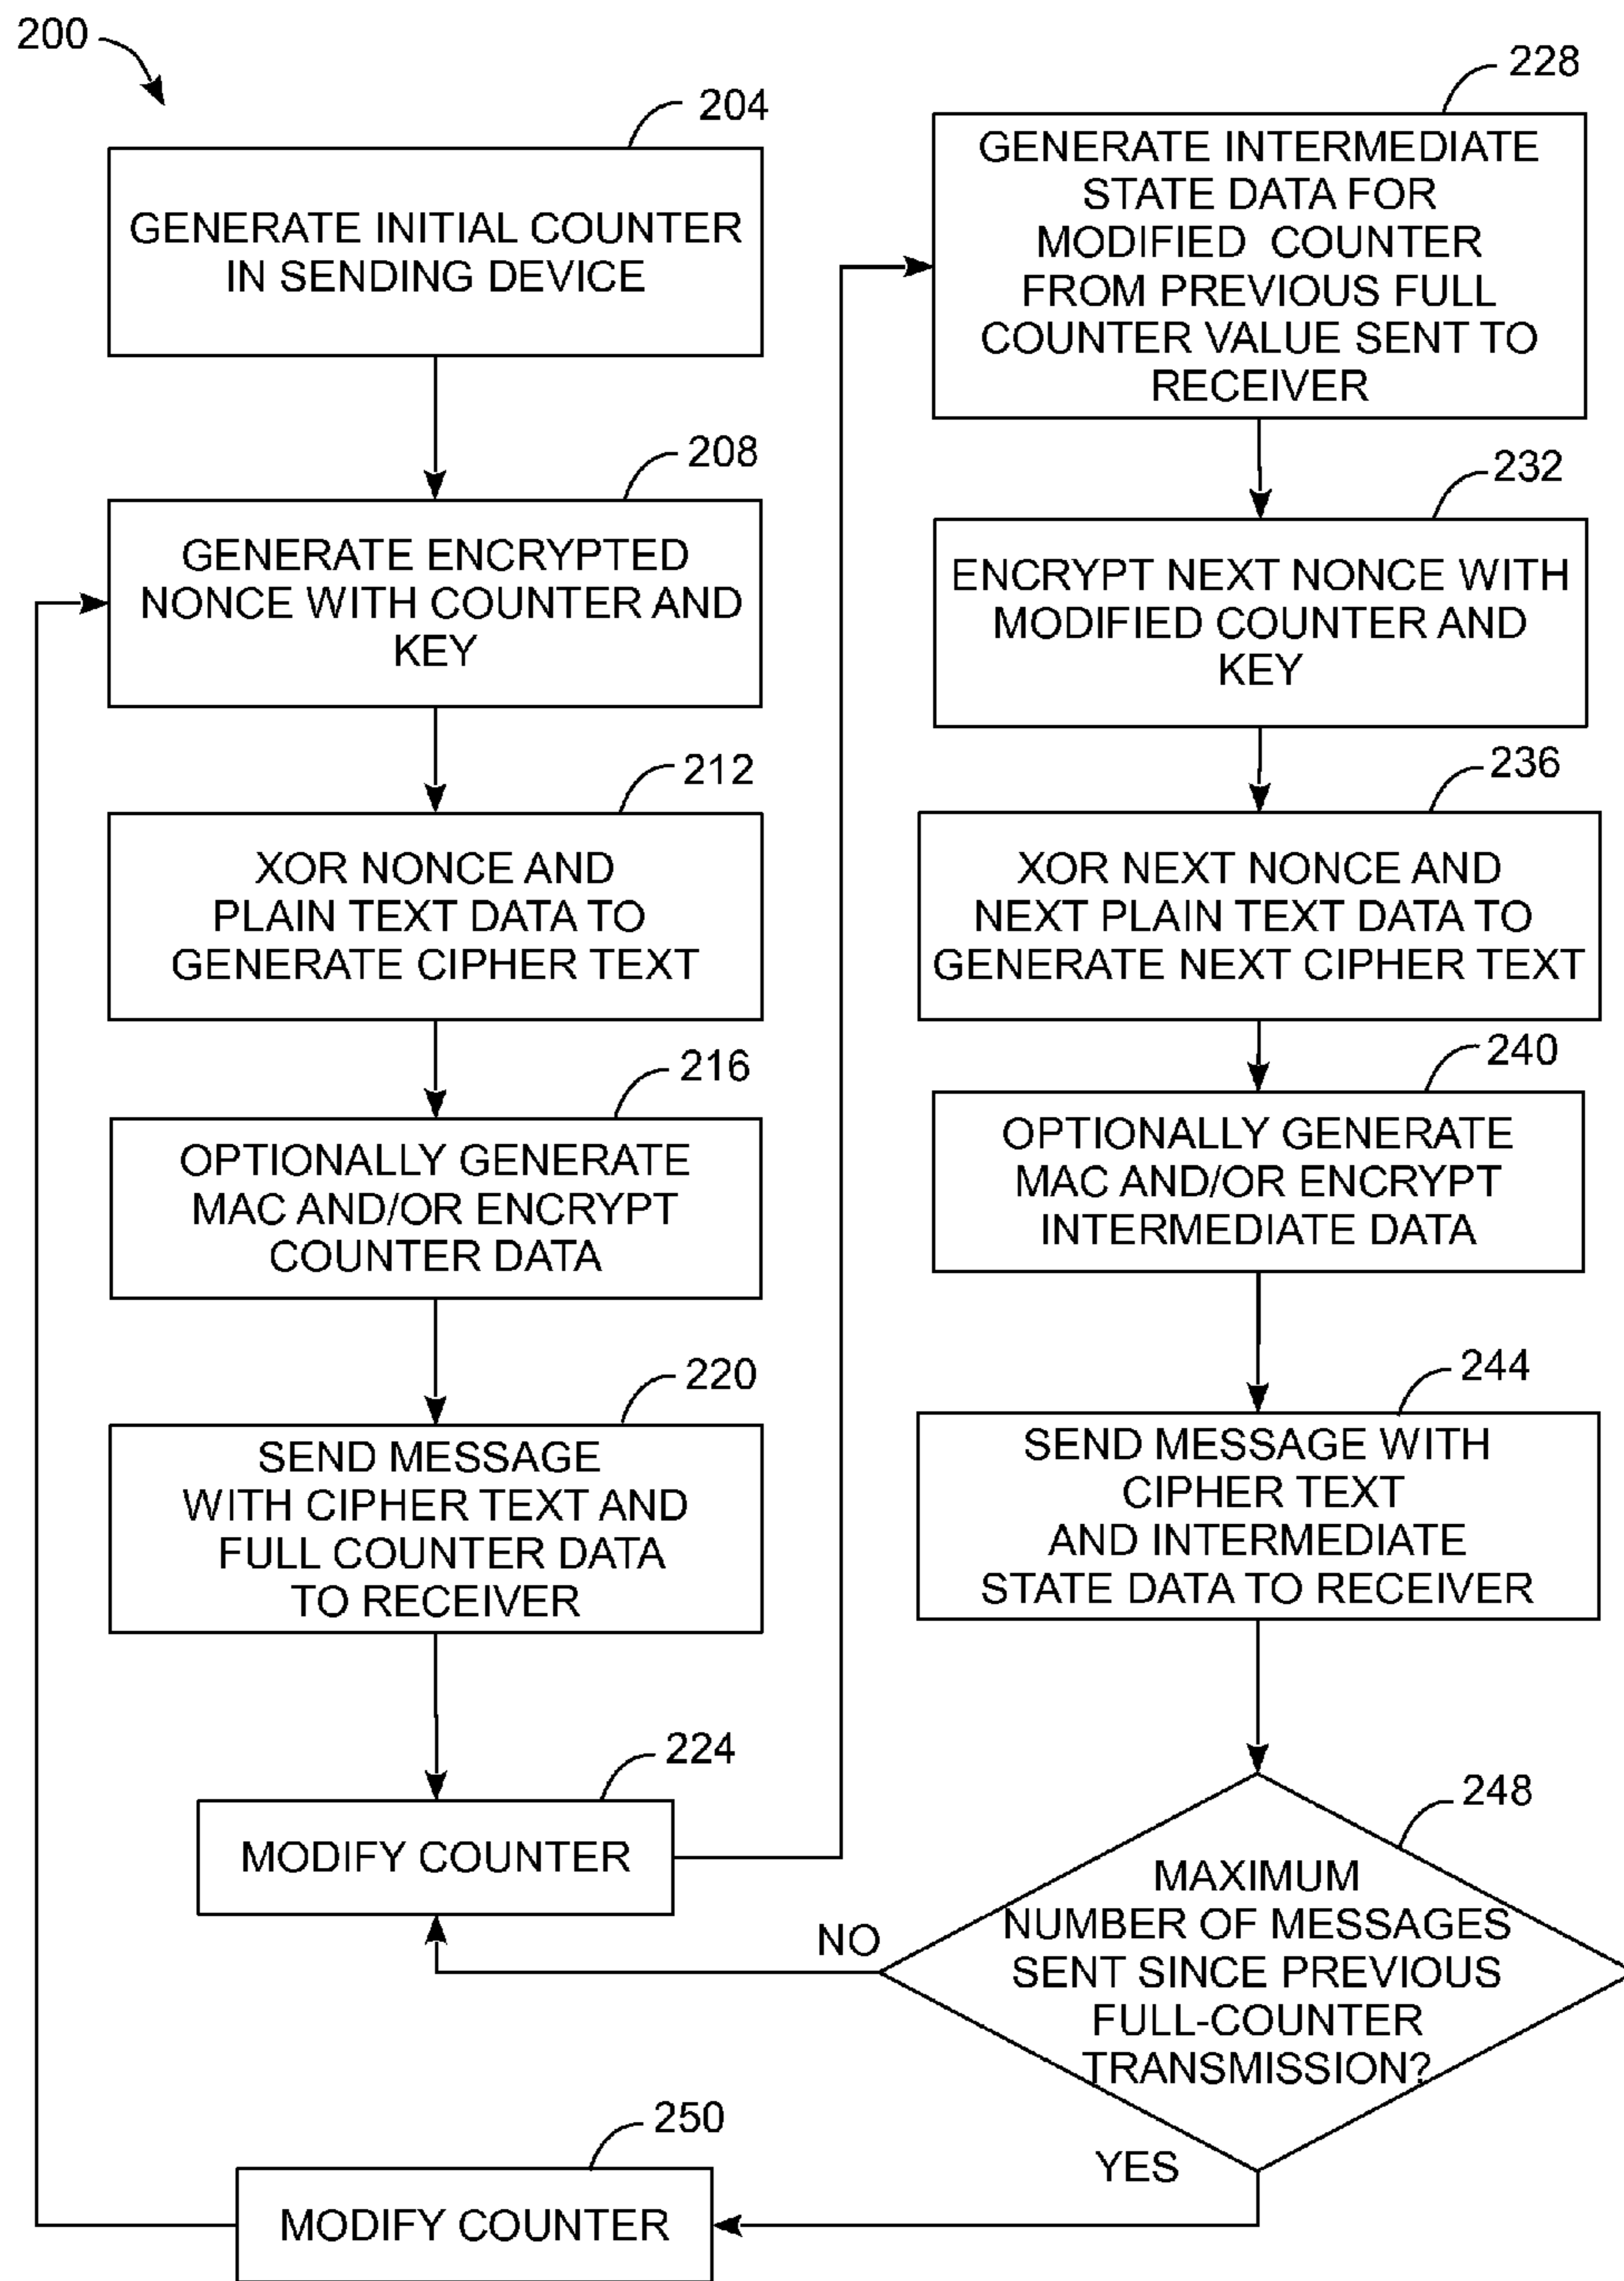 200
204
GENERATE INITIAL COUNTER
IN SENDING DEVICE
208
GENERATE ENCRYPTED
NONCE WITH COUNTER AND
KEY
212
XOR NONCE AND
PLAIN TEXT DATA TO
GENERATE CIPHER TEXT
216
OPTIONALLY GENERATE
MAC AND/OR ENCRYPT
COUNTER DATA
220
SEND MESSAGE
WITH CIPHER TEXT AND
FULL COUNTER DATA
TO RECEIVER
224
MODIFY COUNTER
228
GENERATE INTERMEDIATE
STATE DATA FOR
MODIFIED COUNTER
FROM PREVIOUS FULL
COUNTER VALUE SENT TO
RECEIVER
232
ENCRYPT NEXT NONCE WITH
MODIFIED COUNTER AND
KEY
236
XOR NEXT NONCE AND
NEXT PLAIN TEXT DATA TO
GENERATE NEXT CIPHER TEXT
240
OPTIONALLY GENERATE
MAC AND/OR ENCRYPT
INTERMEDIATE DATA
244
SEND MESSAGE WITH
CIPHER TEXT
AND INTERMEDIATE
STATE DATA TO RECEIVER
248
MAXIMUM
NUMBER OF MESSAGES
SENT SINCE PREVIOUS
FULL-COUNTER
TRANSMISSION?
NO
YES
250
MODIFY COUNTER